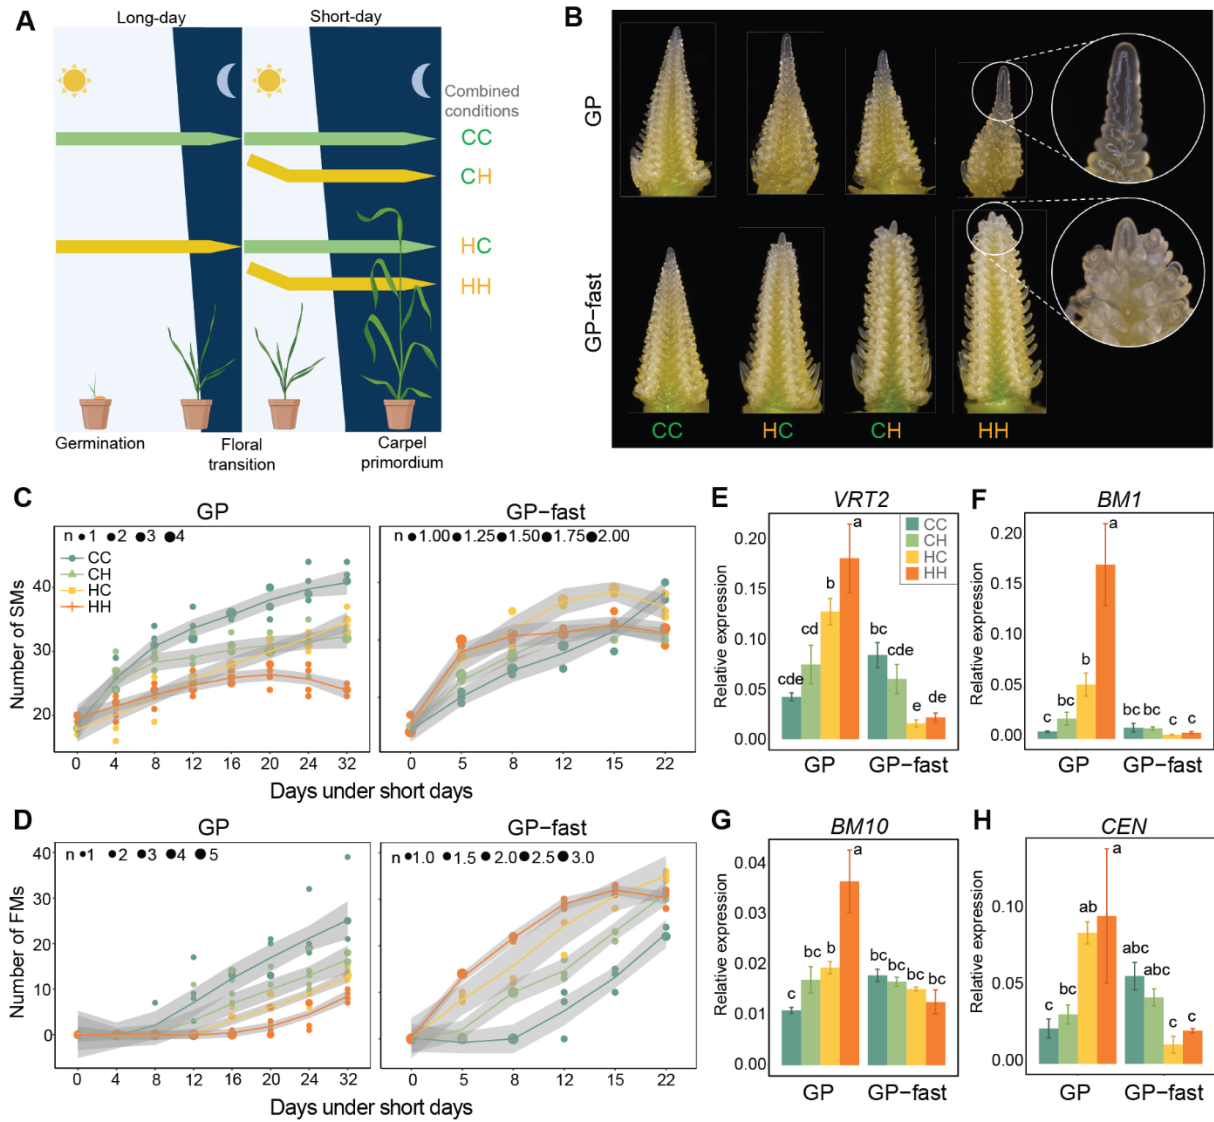 A
Long-day
Short-day
Combined
conditions
CC
CH
HC
HH
Germination
Floral
transition
Carpel
primordium
B
GP
GP-fast
CC
HC
CH
HH
C
GP
GP-fast
n 1 2 3 4
n 1.00 1.25 1.50 1.75 2.00
CC
CH
HC
HH
Number of SMs
40
30
20
0 4 8 12 16 20 24 32
0 5 8 12 15 22
Days under short days
D
GP
GP-fast
n 1 2 3 4 5
n 1.0 1.5 2.0 2.5 3.0
Number of FMs
40
30
20
10
0
0 4 8 12 16 20 24 32
0 5 8 12 15 22
Days under short days
E
VRT2
Relative expression
0.20
0.15
0.10
0.05
0.00
CC
CH
HC
HH
cde cd b a bc cde e de
GP GP-fast
F
BM1
Relative expression
0.20
0.15
0.10
0.05
0.00
c bc b a bc bc c c
GP GP-fast
G
BM10
Relative expression
0.04
0.03
0.02
0.01
0.00
c bc b a bc bc bc bc
GP GP-fast
H
CEN
Relative expression
0.10
0.05
0.00
c bc ab a abc abc c c
GP GP-fast